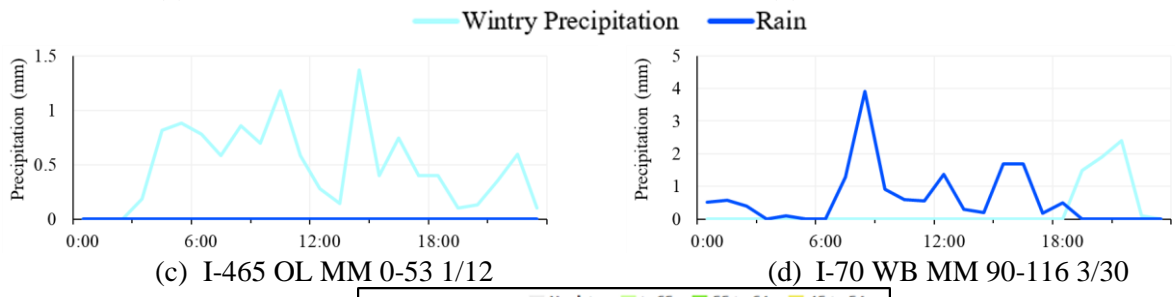 Wintry Precipitation Rain
Precipitation (mm)
1.5
1
0.5
0
0:00 6:00 12:00 18:00
(c) I-465 OL MM 0-53 1/12
Precipitation (mm)
5
4
3
2
1
0
0:00 6:00 12:00 18:00
(d) I-70 WB MM 90-116 3/30